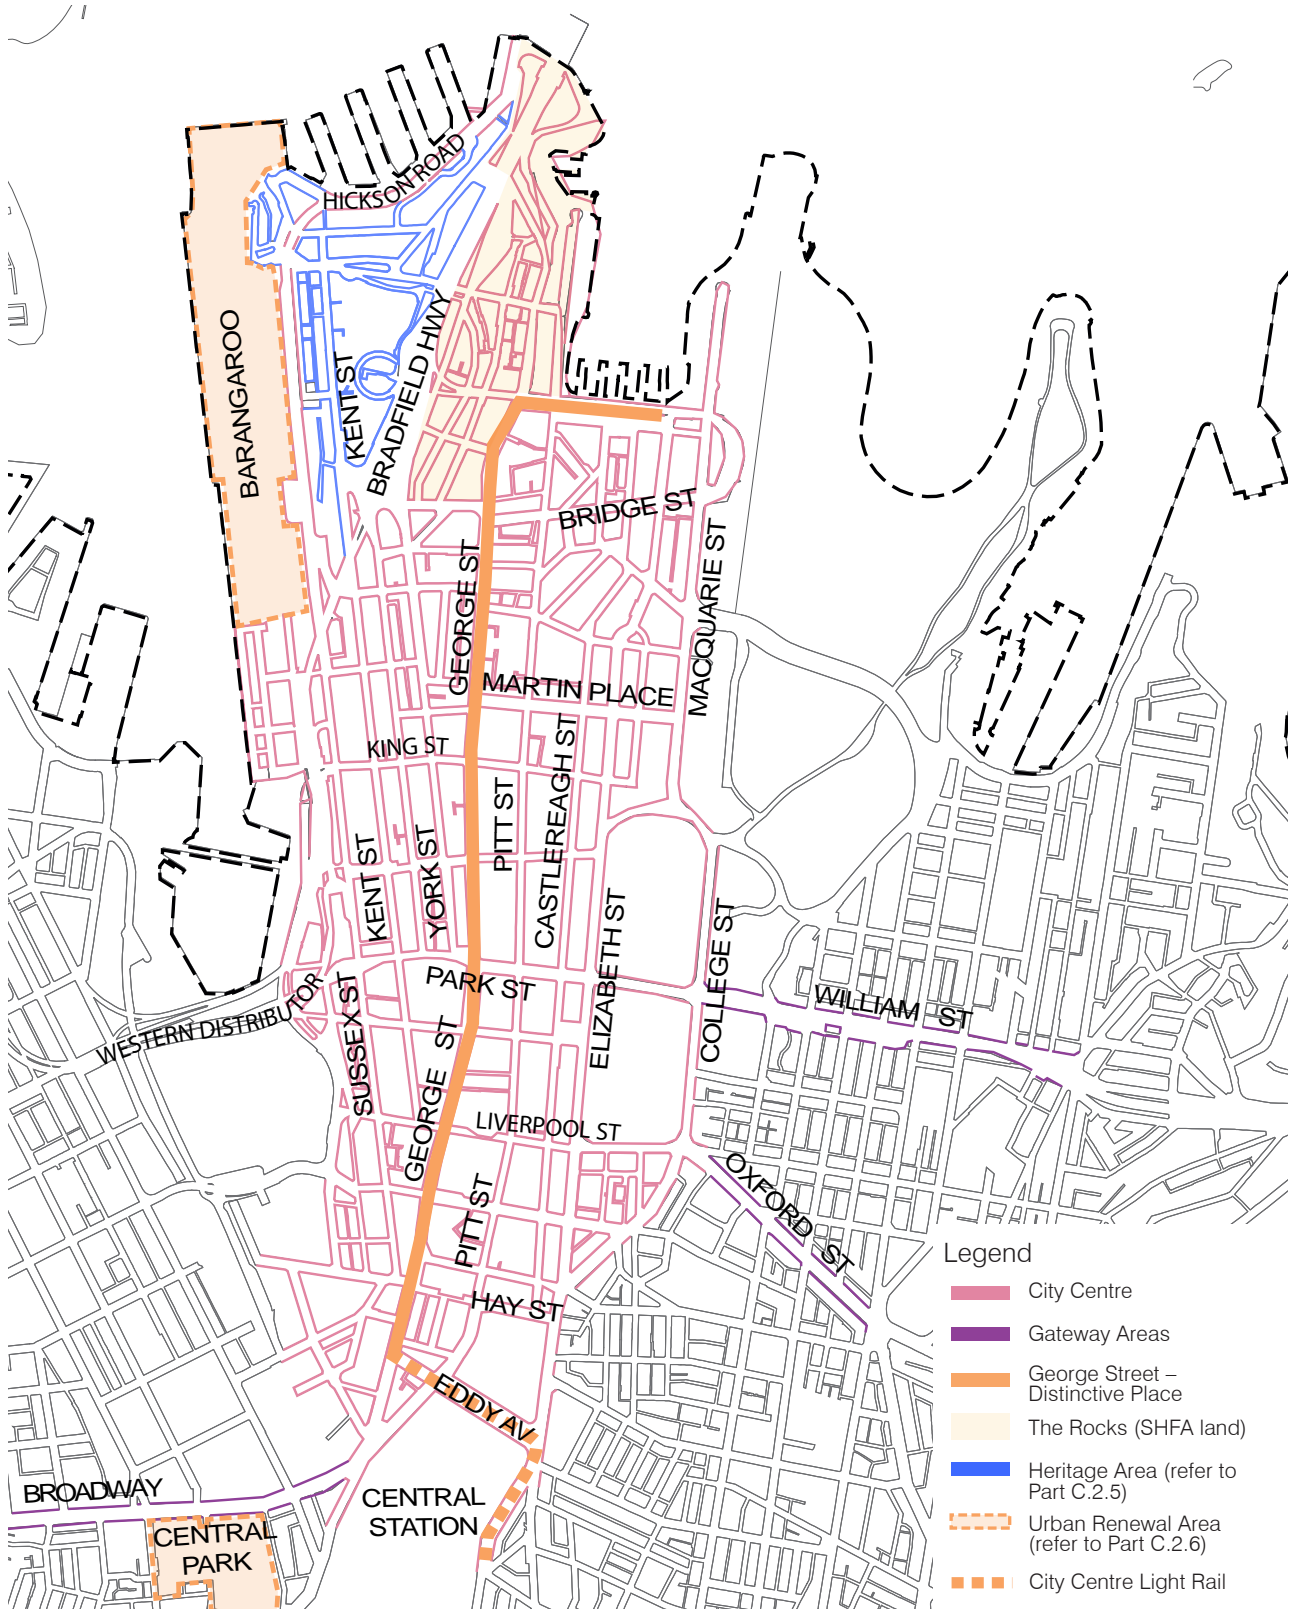 HICKSON ROAD
BARANGAROO
KENT ST
BRADFIELD HWY
BRIDGE ST
GEORGE ST
MACQUARIE ST
MARTIN PLACE
KING ST
PITT ST
CASTLEREAGH ST
KENT ST
YORK ST
ELIZABETH ST
COLLEGE ST
PARK ST
WILLIAM ST
WESTERN DISTRIBUTOR
SUSSEX ST
GEORGE ST
LIVERPOOL ST
OXFORD ST
PITT ST
HAY ST
EDDY AV
BROADWAY
CENTRAL
STATION
CENTRAL
PARK
Legend
City Centre
Gateway Areas
George Street –
Distinctive Place
The Rocks (SHFA land)
Heritage Area (refer to
Part C.2.5)
Urban Renewal Area
(refer to Part C.2.6)
City Centre Light Rail